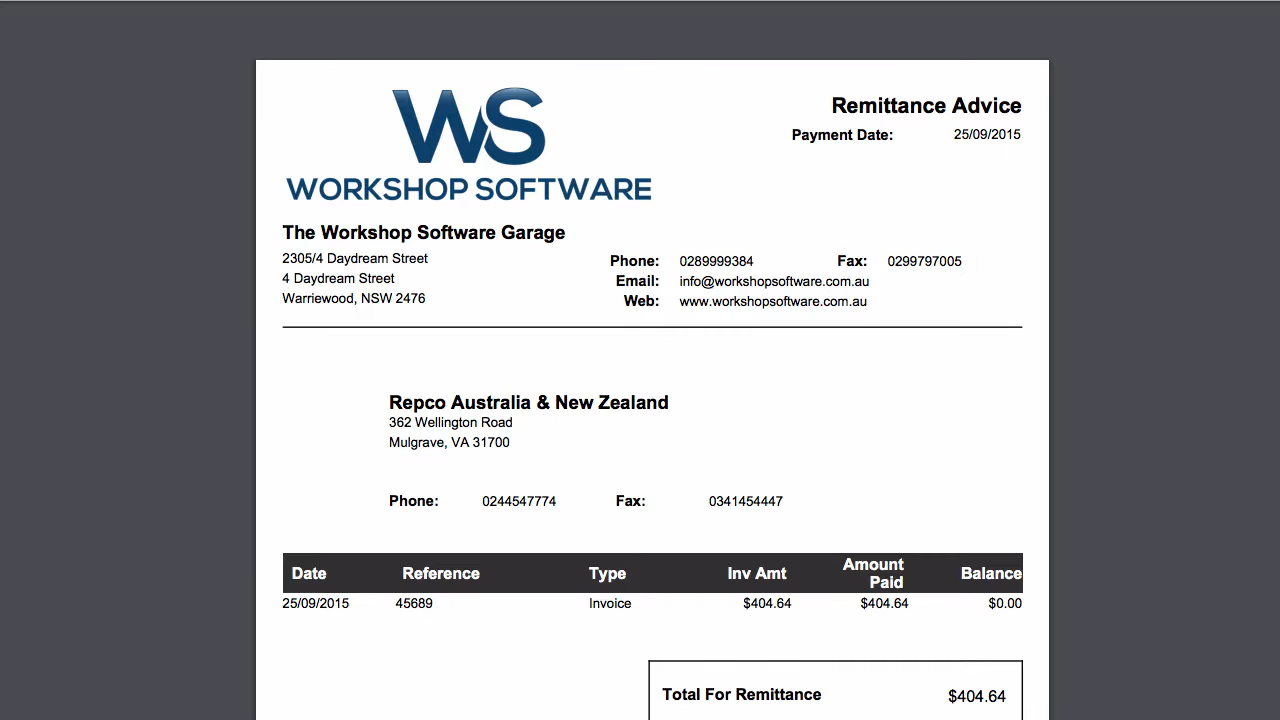 WS
WORKSHOP SOFTWARE
Remittance Advice
Payment Date: 25/09/2015
The Workshop Software Garage
2305/4 Daydream Street
4 Daydream Street
Warriewood, NSW 2476
Phone: 0289999384 Fax: 0299797005
Email: info@workshopsoftware.com.au
Web: www.workshopsoftware.com.au
Repco Australia & New Zealand
362 Wellington Road
Mulgrave, VA 31700
Phone: 0244547774 Fax: 0341454447
Date Reference Type Inv Amt Amount Paid Balance
25/09/2015 45689 Invoice $404.64 $404.64 $0.00
Total For Remittance $404.64